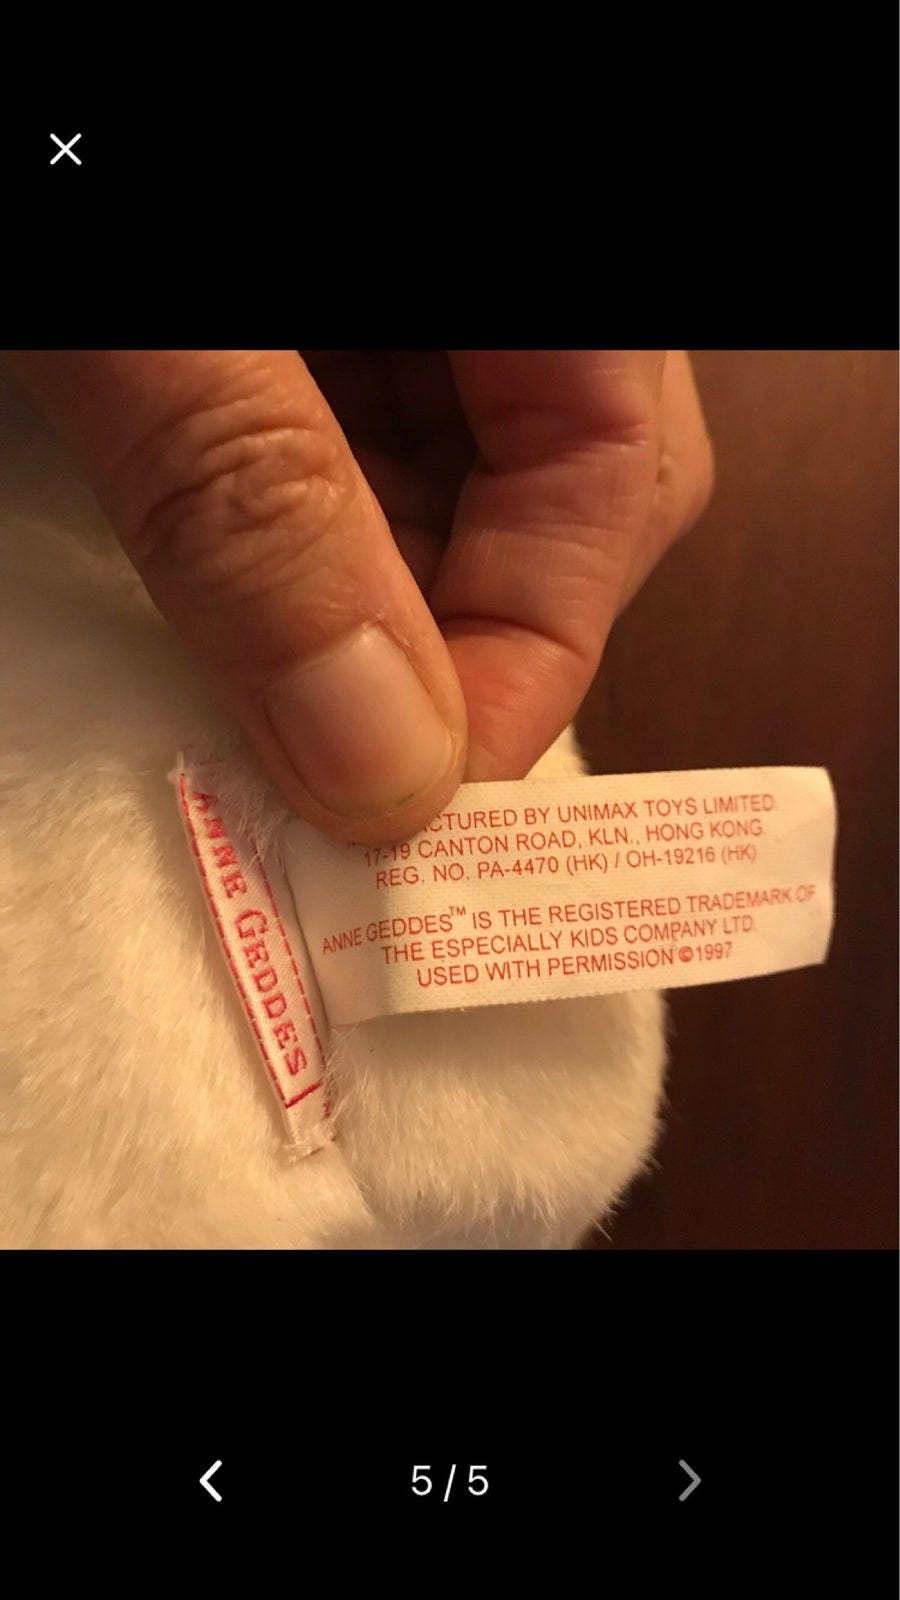 ANNE GEDDES
CTURED BY UNIMAX TOYS LIMITED
17-19 CANTON ROAD, KLN., HONG KONG
REG. NO. PA-4470 (HK) / OH-19216 (HK)
ANNE GEDDES™ IS THE REGISTERED TRADEMARK OF
THE ESPECIALLY KIDS COMPANY LTD.
USED WITH PERMISSION ©1997
5 / 5